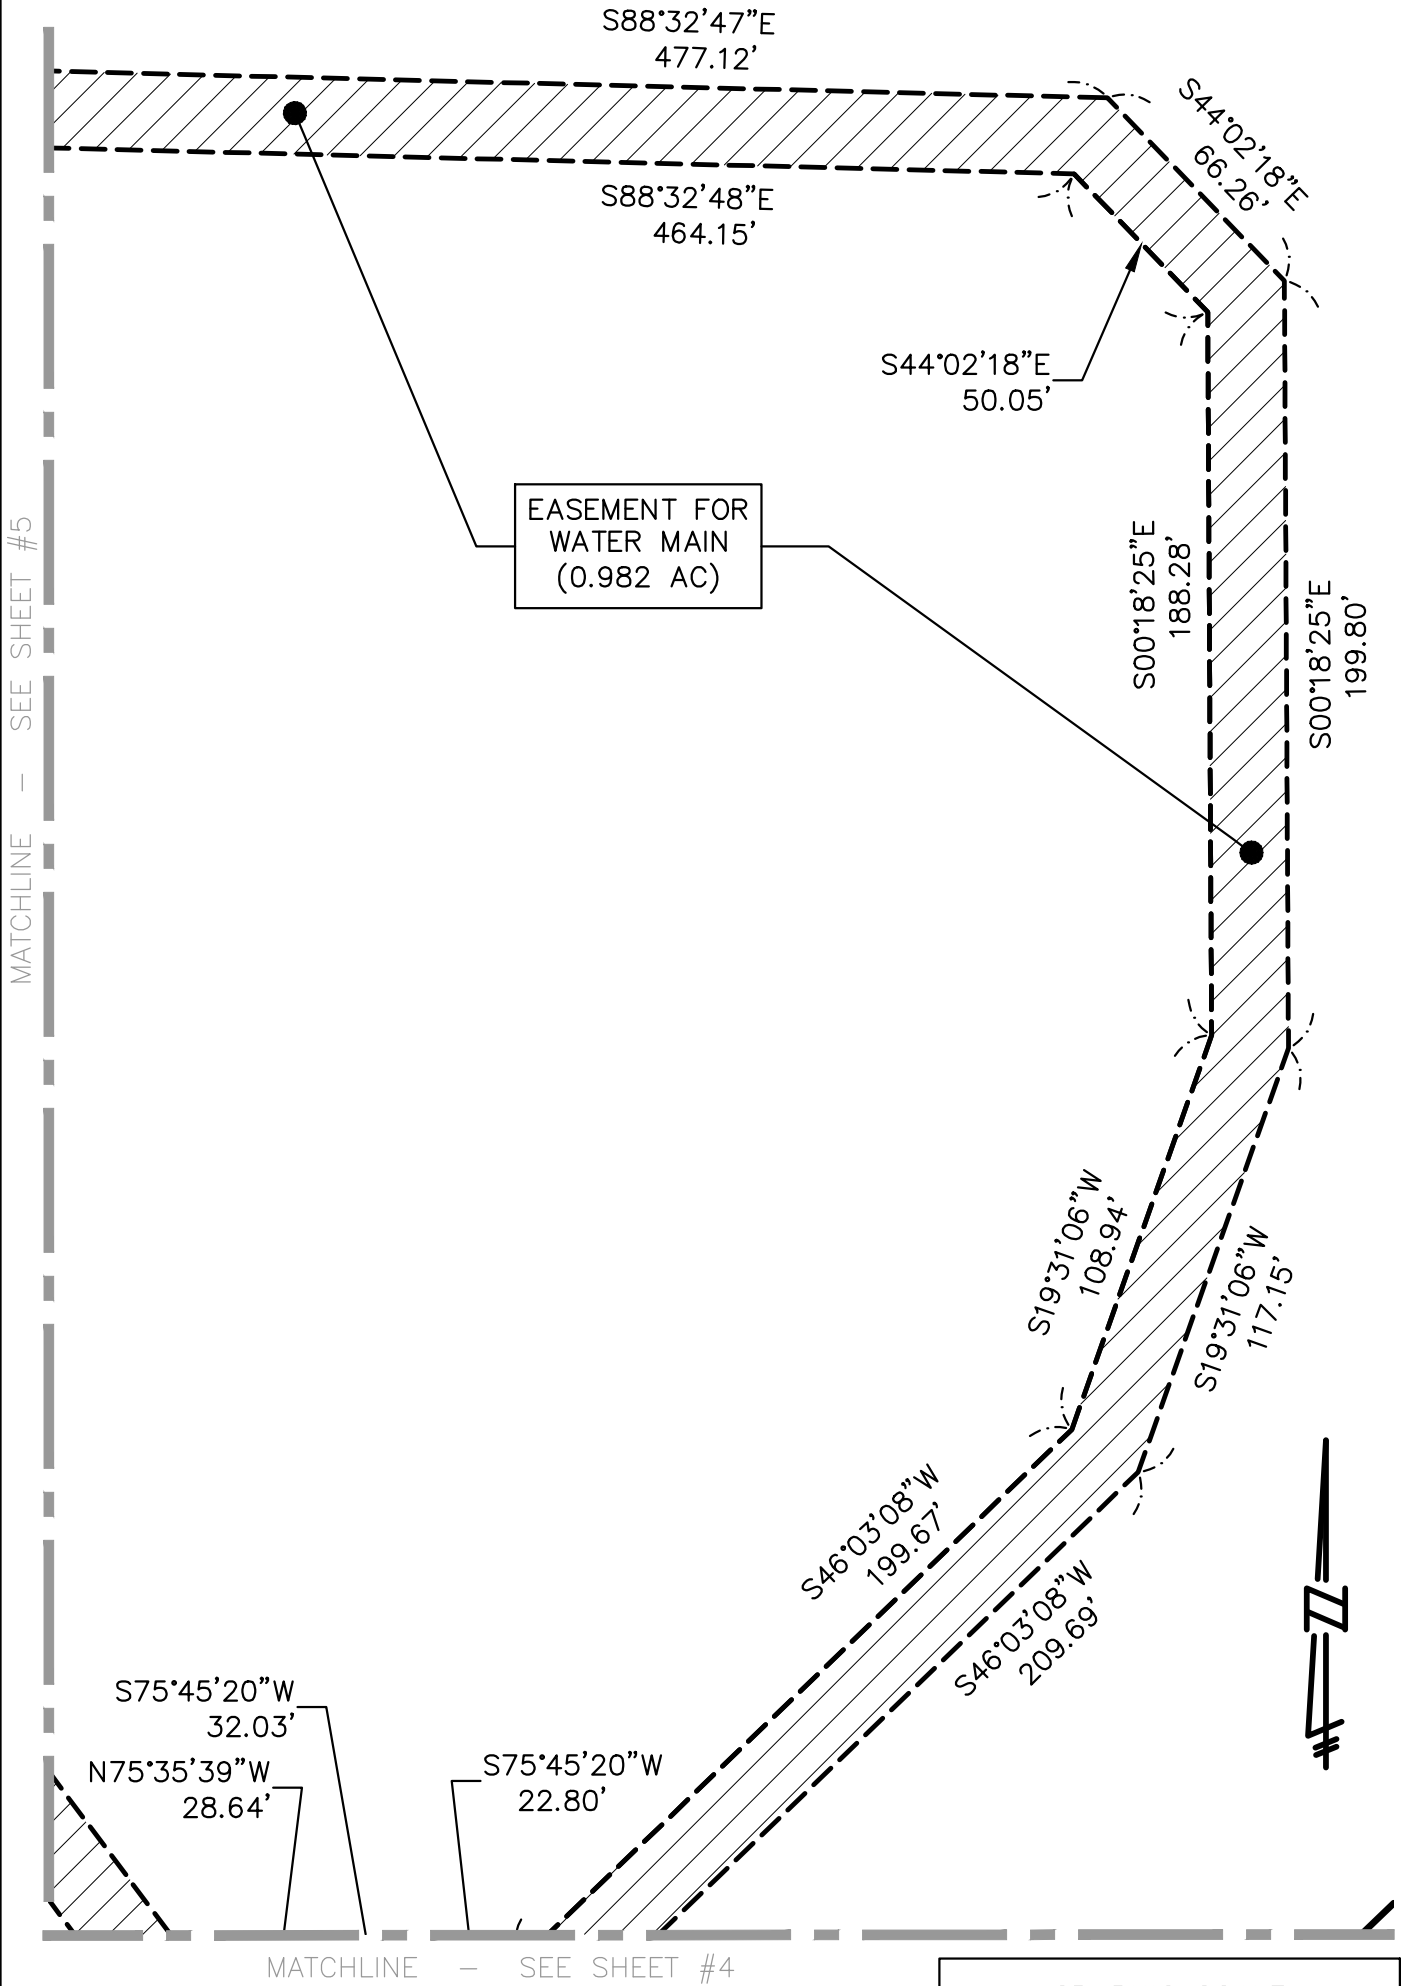 S88°32'47"E
477.12'
S44°02'18"E
66.26'
S88°32'48"E
464.15'
S44°02'18"E
50.05'
EASEMENT FOR
WATER MAIN
(0.982 AC)
S00°18'25"E
188.28'
S00°18'25"E
199.80'
MATCHLINE - SEE SHEET #5
S19°31'06"W
108.94'
S19°31'06"W
117.15'
S46°03'08"W
199.67'
S46°03'08"W
209.69'
S75°45'20"W
32.03'
N75°35'39"W
28.64'
S75°45'20"W
22.80'
N
MATCHLINE - SEE SHEET #4